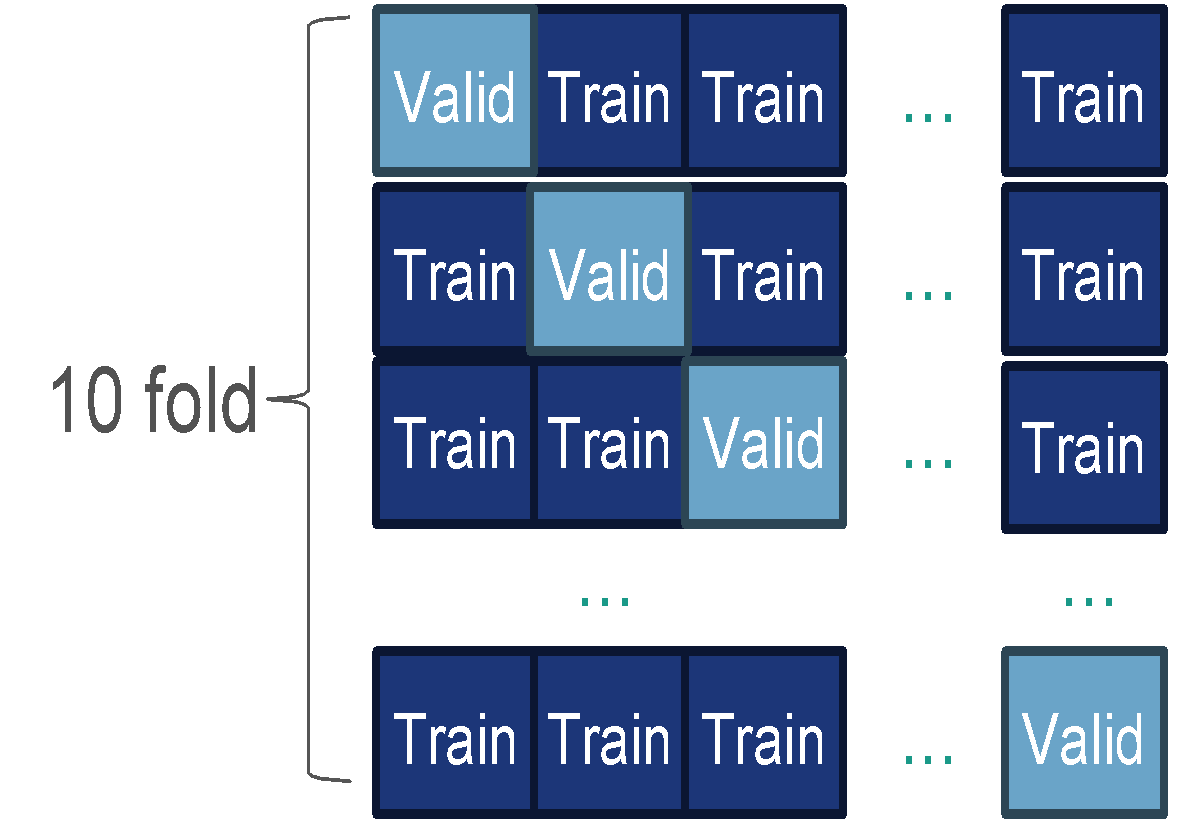 Valid Train Train ... Train
Train Valid Train ... Train
10 fold
Train Train Valid ... Train
... ...
Train Train Train ... Valid